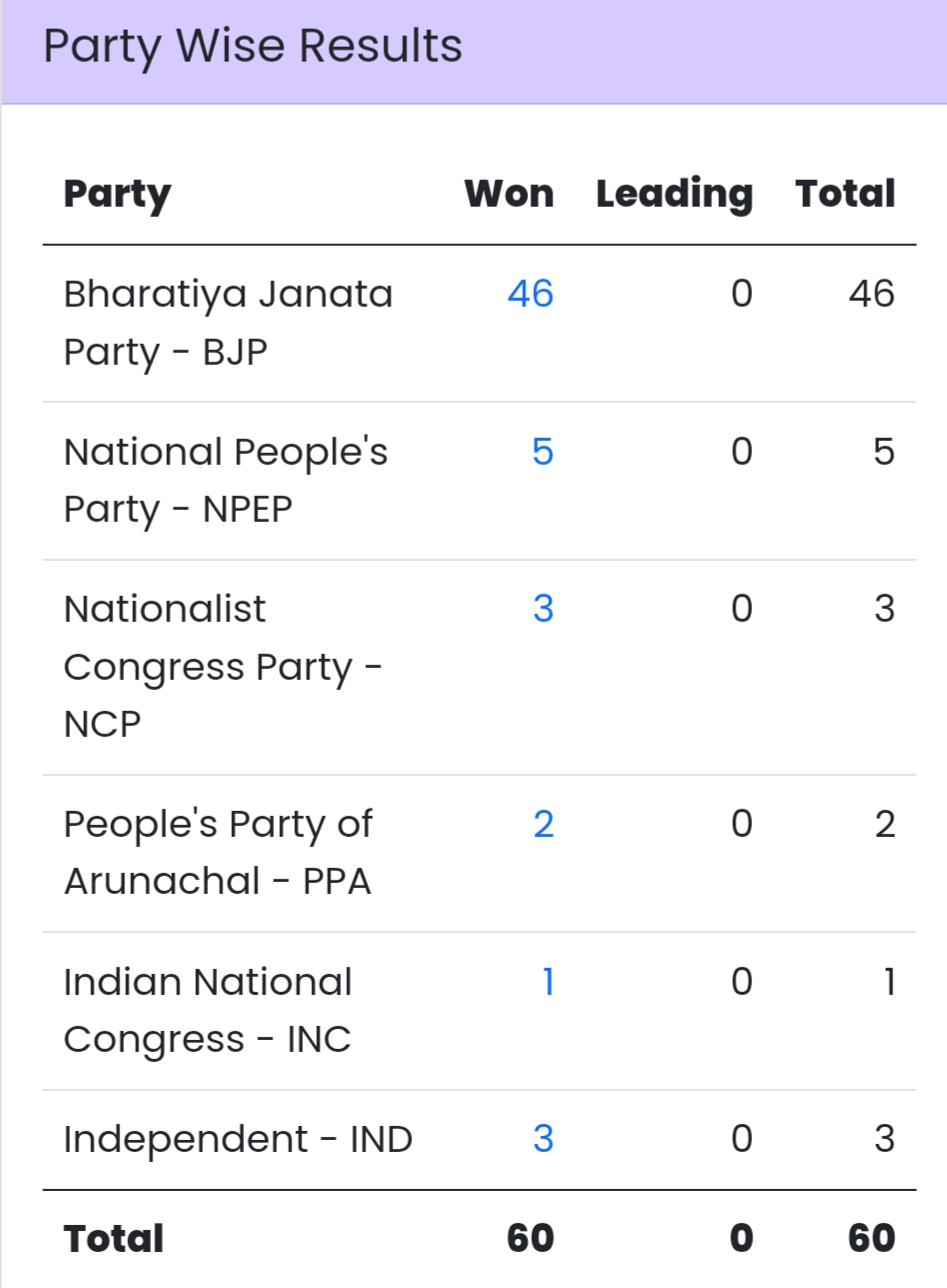 Party Wise Results
Party Won Leading Total
Bharatiya Janata 46 0 46
Party - BJP
National People's 5 0 5
Party - NPEP
Nationalist 3 0 3
Congress Party -
NCP
People's Party of 2 0 2
Arunachal - PPA
Indian National 1 0 1
Congress - INC
Independent - IND 3 0 3
Total 60 0 60